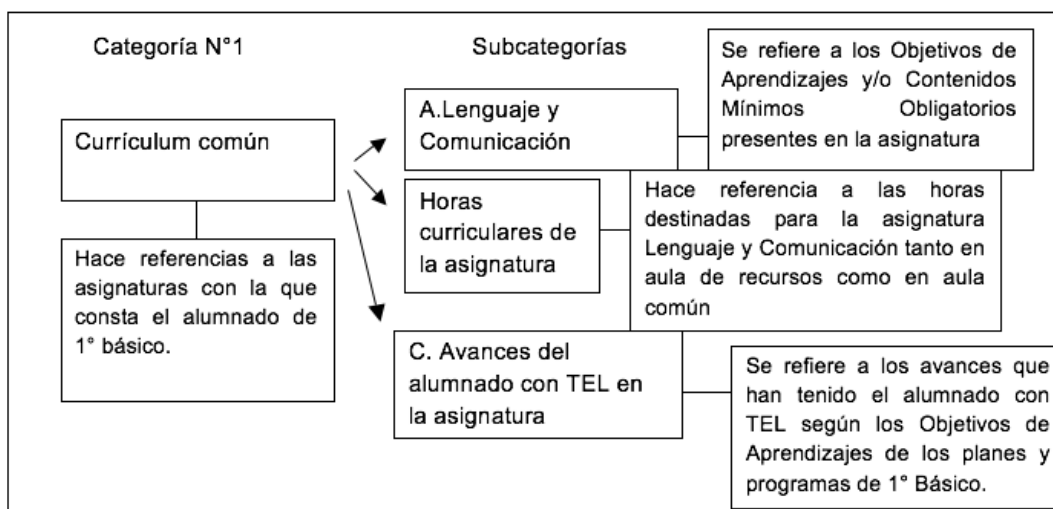 Categoría N°1
Subcategorías
Currículum común
Hace referencias a las
asignaturas con la que
consta el alumnado de
1° básico.
A.Lenguaje y
Comunicación
Se refiere a los Objetivos de
Aprendizajes y/o Contenidos
Mínimos Obligatorios
presentes en la asignatura
Horas
curriculares de
la asignatura
Hace referencia a las horas
destinadas para la asignatura
Lenguaje y Comunicación tanto en
aula de recursos como en aula
común
C. Avances del
alumnado con TEL en
la asignatura
Se refiere a los avances que
han tenido el alumnado con
TEL según los Objetivos de
Aprendizajes de los planes y
programas de 1° Básico.